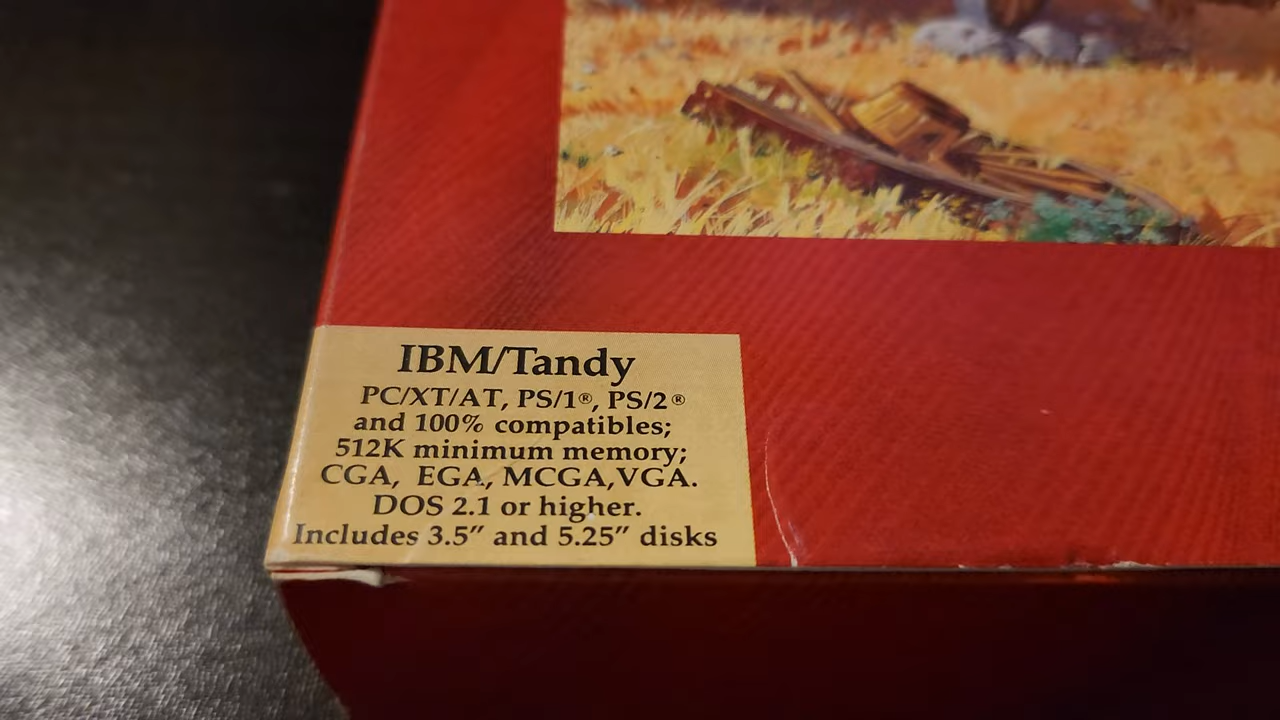 IBM/Tandy
PC/XT/AT, PS/1®, PS/2®
and 100% compatibles;
512K minimum memory;
CGA, EGA, MCGA,VGA.
DOS 2.1 or higher.
Includes 3.5″ and 5.25″ disks